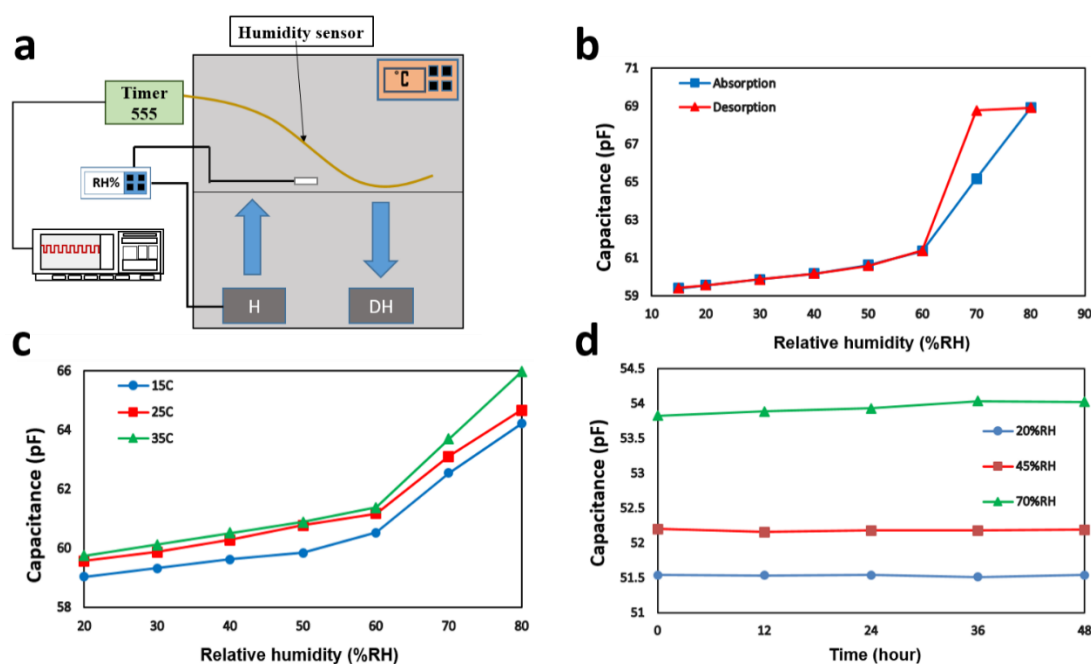 a
Humidity sensor
°C
Timer
555
RH%
H
DH
b
71
69
67
65
63
61
59
Capacitance (pF)
Absorption
Desorption
10
20
30
40
50
60
70
80
90
Relative humidity (%RH)
c
66
64
62
60
58
Capacitance (pF)
15C
25C
35C
20
30
40
50
60
70
80
Relative humidity (%RH)
d
54.5
54
53.5
53
52.5
52
51.5
51
Capacitance (pF)
20%RH
45%RH
70%RH
0
12
24
36
48
Time (hour)